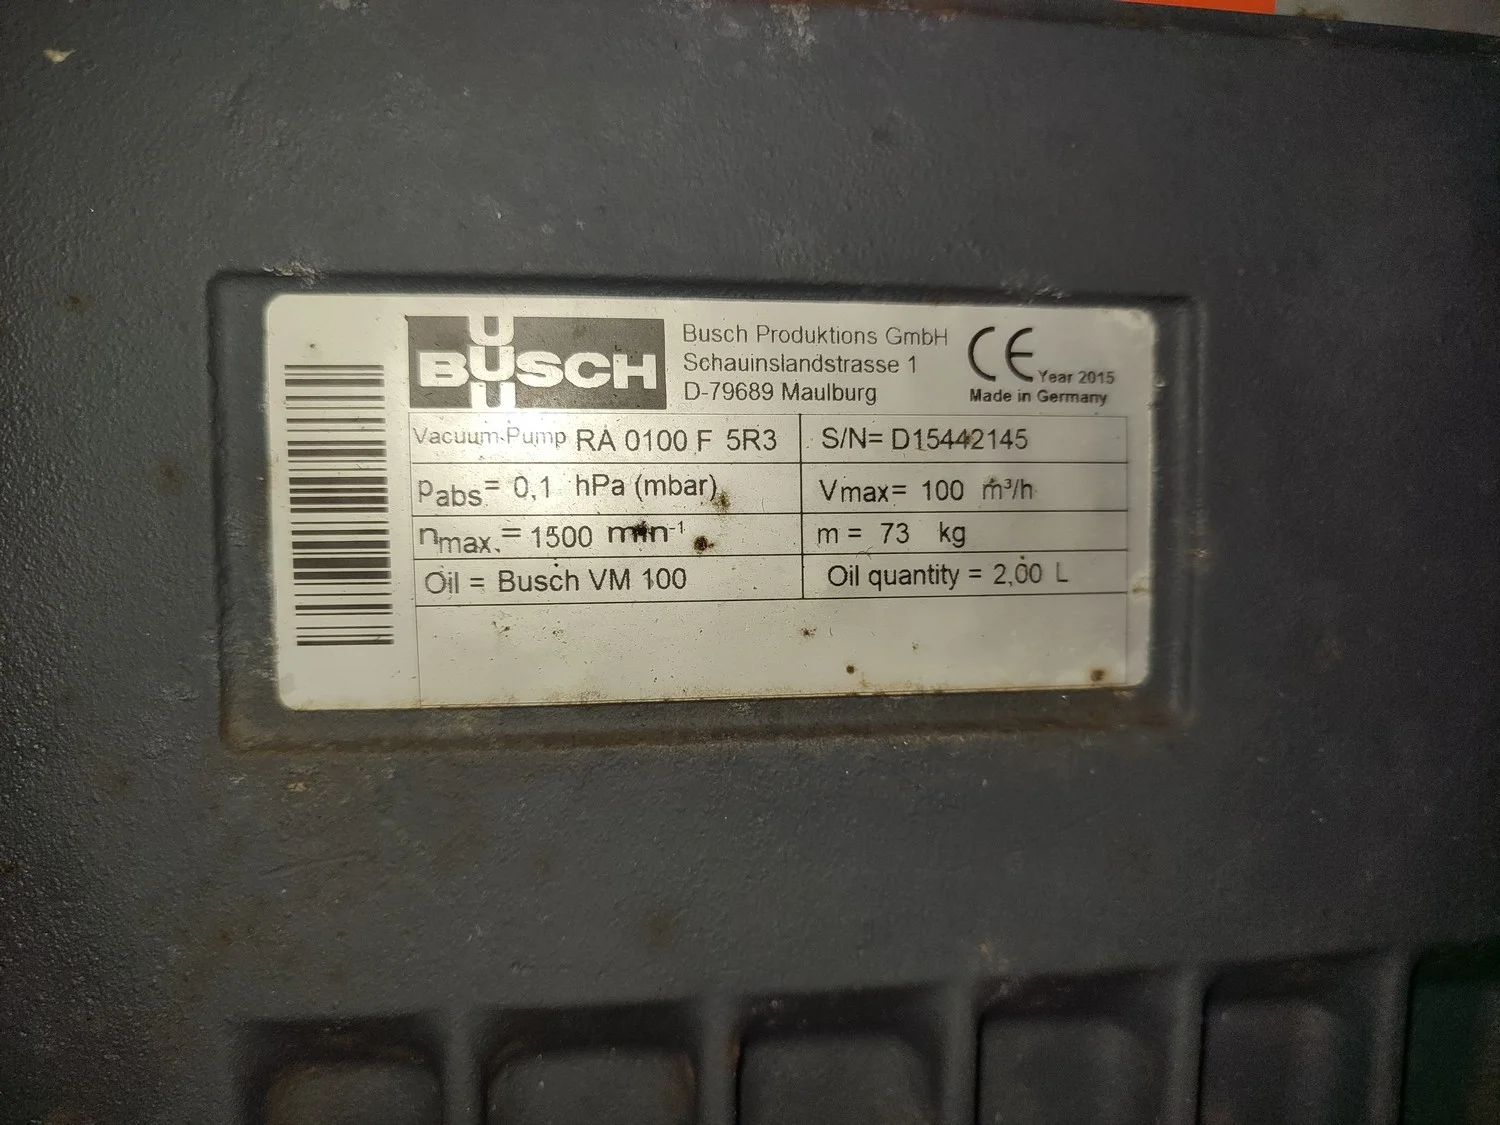 BUSCH
Busch Produktions GmbH
Schauinslandstrasse 1
D-79689 Maulburg
CE
Year 2015
Made in Germany
Vacuum Pump RA 0100 F 5R3
S/N= D15442145
pabs= 0,1 hPa (mbar)
Vmax= 100 m³/h
nmax.= 1500 min-¹
m = 73 kg
Oil = Busch VM 100
Oil quantity = 2,00 L